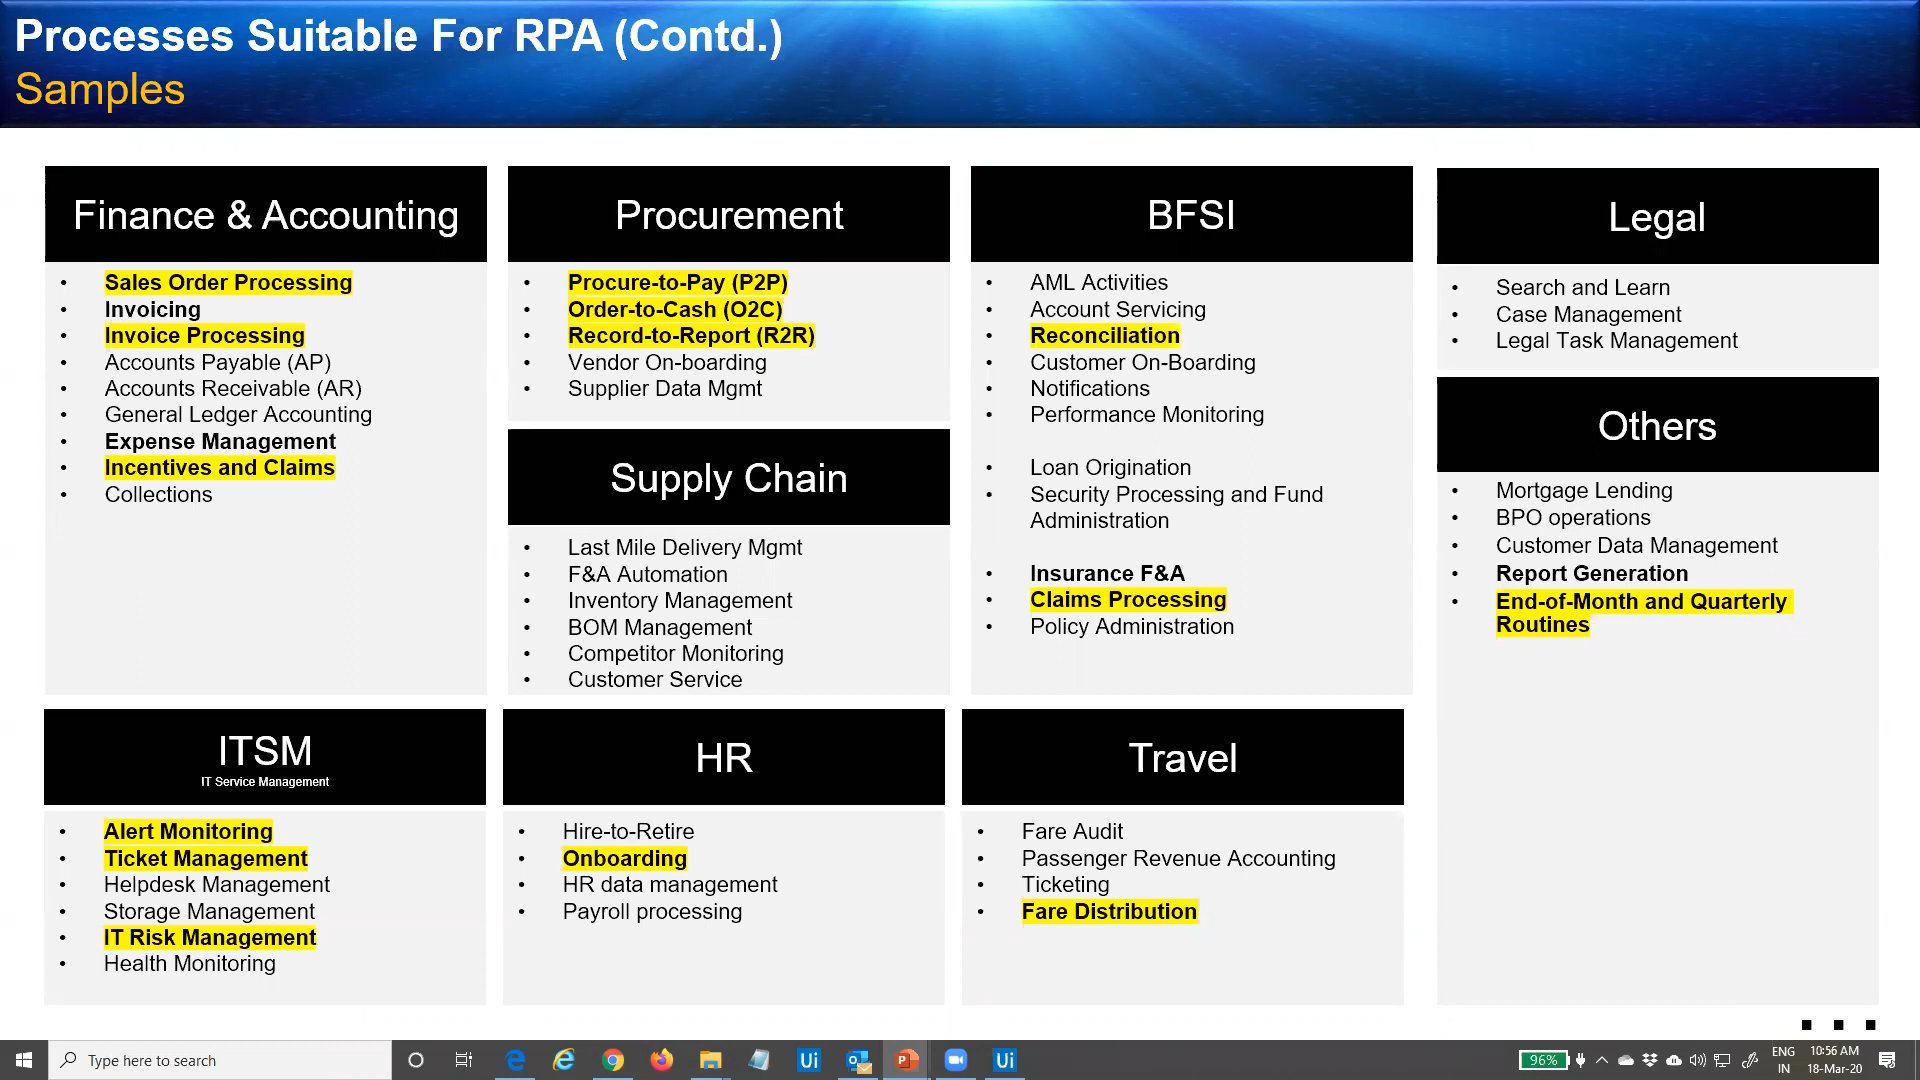 Processes Suitable For RPA (Contd.)
Samples
Finance & Accounting
Sales Order Processing
Invoicing
Invoice Processing
Accounts Payable (AP)
Accounts Receivable (AR)
General Ledger Accounting
Expense Management
Incentives and Claims
Collections
Procurement
Procure-to-Pay (P2P)
Order-to-Cash (O2C)
Record-to-Report (R2R)
Vendor On-boarding
Supplier Data Mgmt
Supply Chain
Last Mile Delivery Mgmt
F&A Automation
Inventory Management
BOM Management
Competitor Monitoring
Customer Service
BFSI
AML Activities
Account Servicing
Reconciliation
Customer On-Boarding
Notifications
Performance Monitoring
Loan Origination
Security Processing and Fund
Administration
Insurance F&A
Claims Processing
Policy Administration
Legal
Search and Learn
Case Management
Legal Task Management
Others
Mortgage Lending
BPO operations
Customer Data Management
Report Generation
End-of-Month and Quarterly
Routines
ITSM
IT Service Management
Alert Monitoring
Ticket Management
Helpdesk Management
Storage Management
IT Risk Management
Health Monitoring
HR
Hire-to-Retire
Onboarding
HR data management
Payroll processing
Travel
Fare Audit
Passenger Revenue Accounting
Ticketing
Fare Distribution
Type here to search
Ui
Ui
96%
ENG
IN
10:56 AM
18-Mar-20